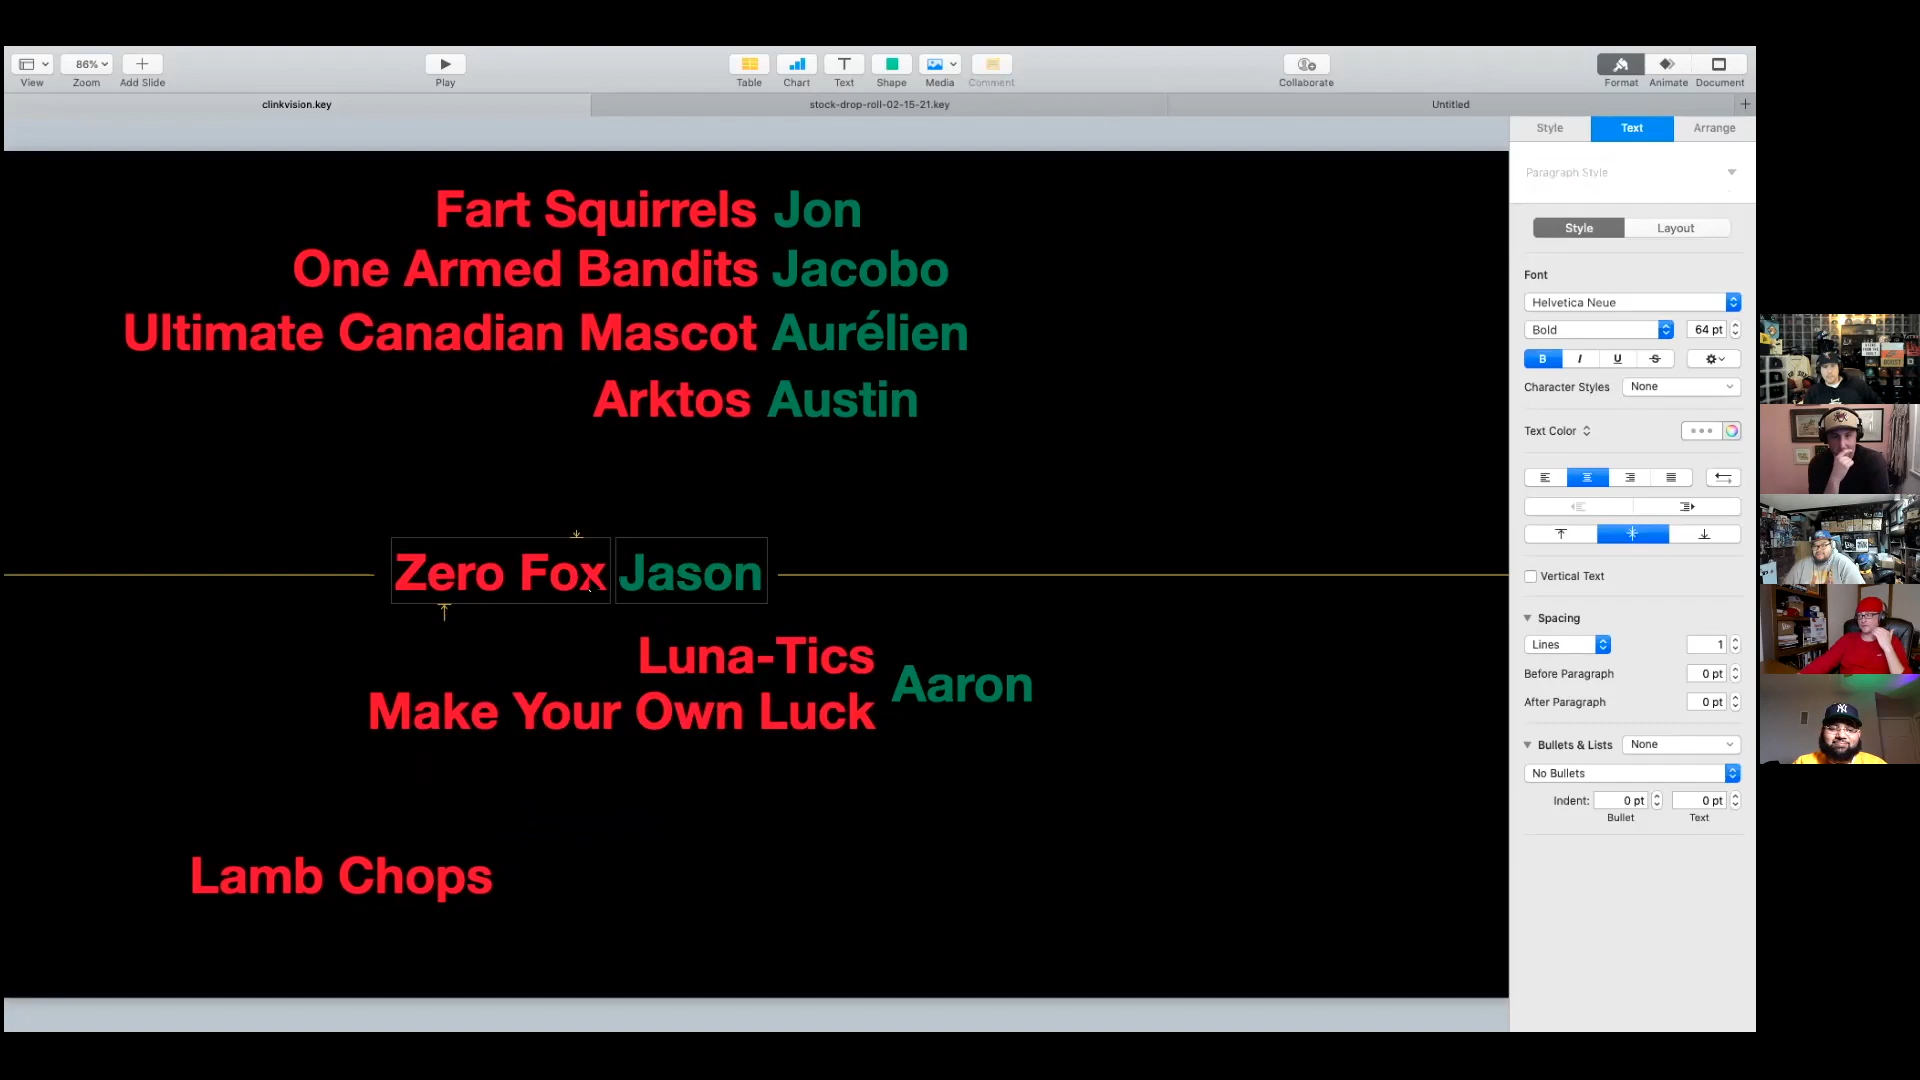 View
86%
Zoom
Add Slide
Play
Table
Chart
Text
Shape
Media
Comment
Collaborate
Format
Animate
Document
clinkvision.key
stock-drop-roll-02-15-21.key
Untitled
Fart Squirrels Jon
One Armed Bandits Jacobo
Ultimate Canadian Mascot Aurélien
Arktos Austin
Zero Fox Jason
Luna-Tics
Make Your Own Luck
Aaron
Lamb Chops
Style
Text
Arrange
Paragraph Style
Style
Layout
Font
Helvetica Neue
Bold
64 pt
B I U S
Character Styles
None
Text Color
Vertical Text
Spacing
Lines
1
Before Paragraph
0 pt
After Paragraph
0 pt
Bullets & Lists
None
No Bullets
Indent:
0 pt
0 pt
Bullet
Text